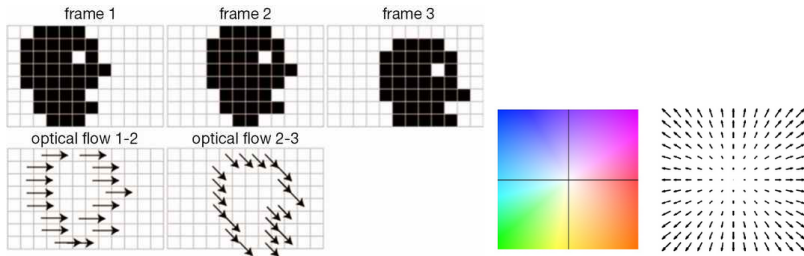 frame 1
frame 2
frame 3
optical flow 1-2
optical flow 2-3